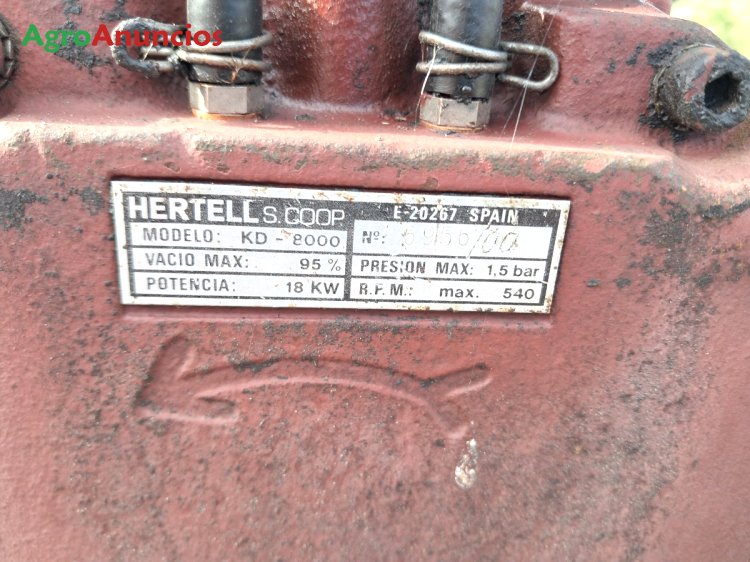 AgroAnuncios
HERTELL S. COOP E-20267 SPAIN
MODELO: KD - 8000 Nº:
VACIO MAX: 95 % PRESION MAX: 1,5 bar
POTENCIA: 18 KW R.P.M.: max. 540